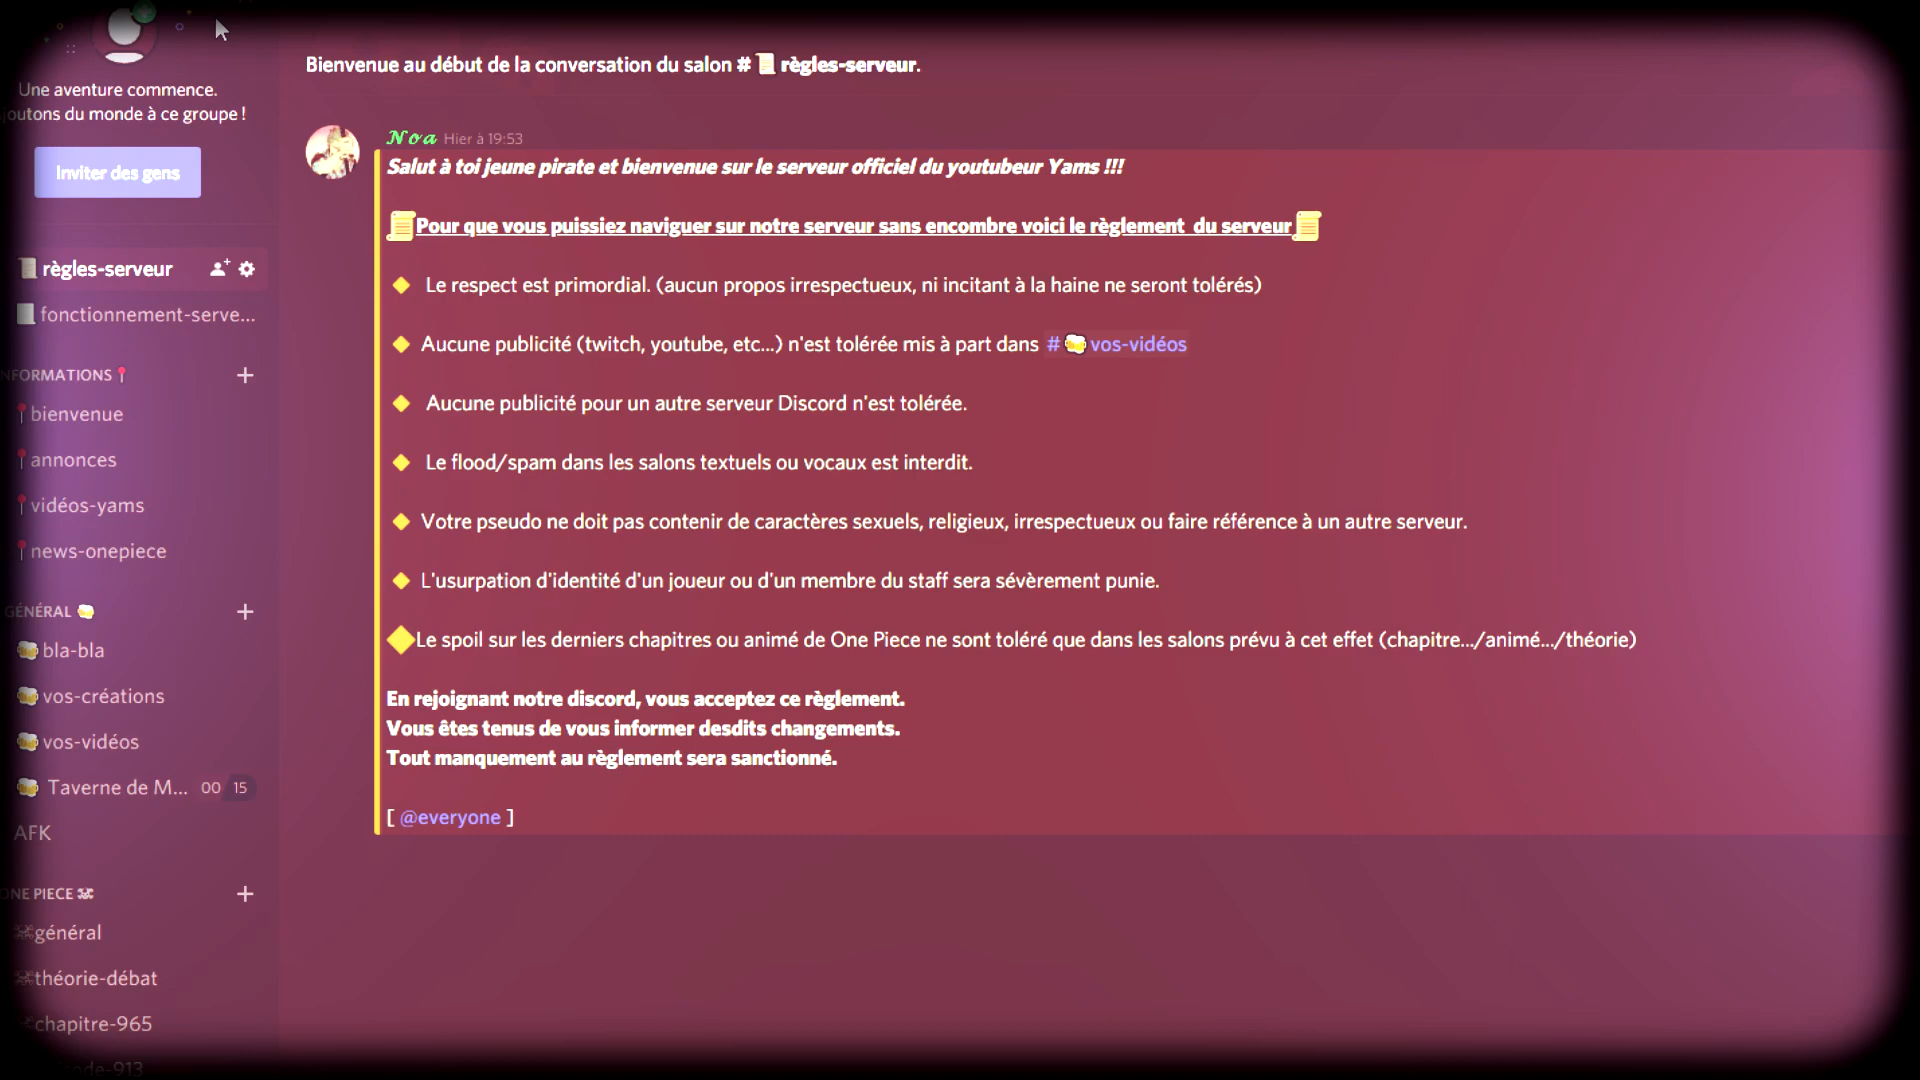 Une aventure commence.
joutons du monde à ce groupe !
Inviter des gens
règles-serveur
fonctionnement-serve...
NFORMATIONS
bienvenue
annonces
vidéos-yams
news-onepiece
GÉNÉRAL
bla-bla
vos-créations
vos-vidéos
Taverne de M... 00 15
AFK
ONE PIECE
général
théorie-débat
chapitre-965
ode-913
Bienvenue au début de la conversation du salon # règles-serveur.
Noa Hier à 19:53
Salut à toi jeune pirate et bienvenue sur le serveur officiel du youtubeur Yams !!!
Pour que vous puissiez naviguer sur notre serveur sans encombre voici le règlement du serveur
Le respect est primordial. (aucun propos irrespectueux, ni incitant à la haine ne seront tolérés)
Aucune publicité (twitch, youtube, etc...) n'est tolérée mis à part dans # vos-vidéos
Aucune publicité pour un autre serveur Discord n'est tolérée.
Le flood/spam dans les salons textuels ou vocaux est interdit.
Votre pseudo ne doit pas contenir de caractères sexuels, religieux, irrespectueux ou faire référence à un autre serveur.
L'usurpation d'identité d'un joueur ou d'un membre du staff sera sévèrement punie.
Le spoil sur les derniers chapitres ou animé de One Piece ne sont toléré que dans les salons prévu à cet effet (chapitre.../animé.../théorie)
En rejoignant notre discord, vous acceptez ce règlement.
Vous êtes tenus de vous informer desdits changements.
Tout manquement au règlement sera sanctionné.
[ @everyone ]